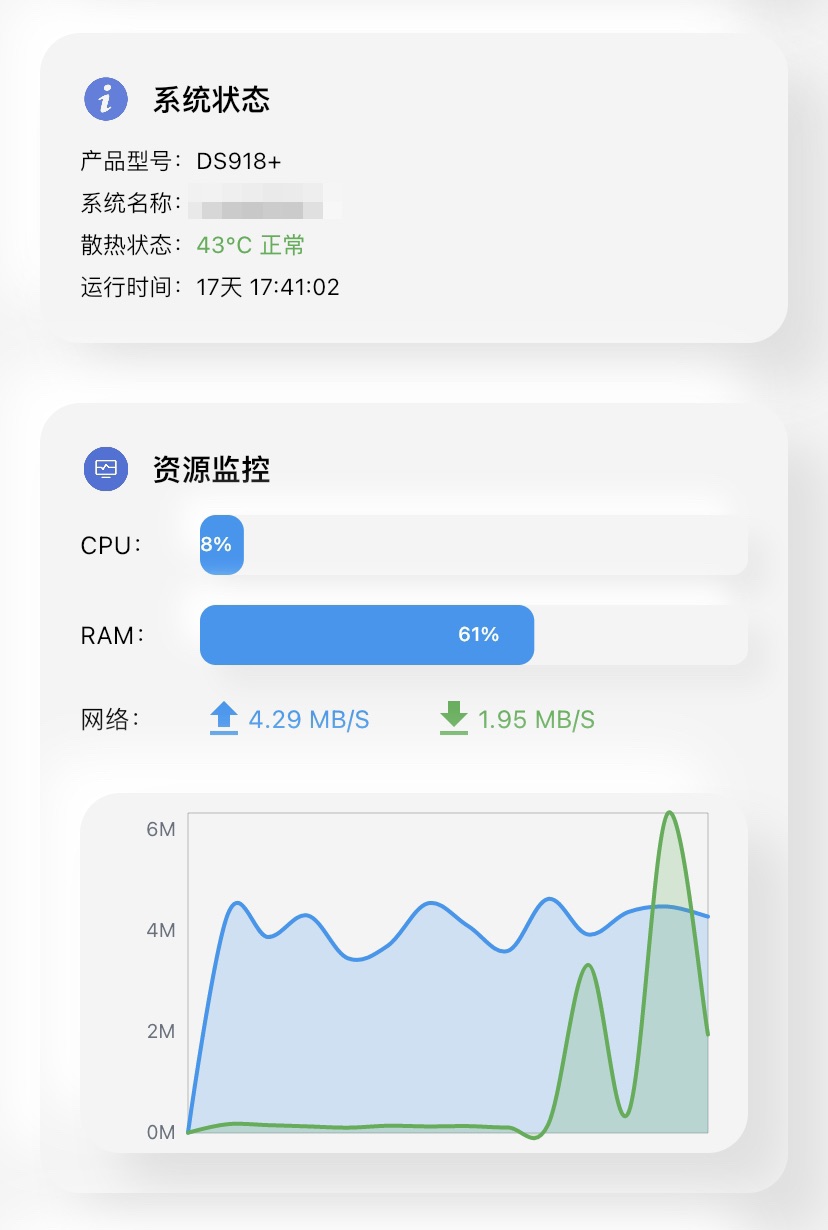 系统状态
产品型号： DS918+
系统名称：
散热状态： 43°C 正常
运行时间： 17天 17:41:02
资源监控
CPU： 8%
RAM： 61%
网络： 4.29 MB/S 1.95 MB/S
6M
4M
2M
0M